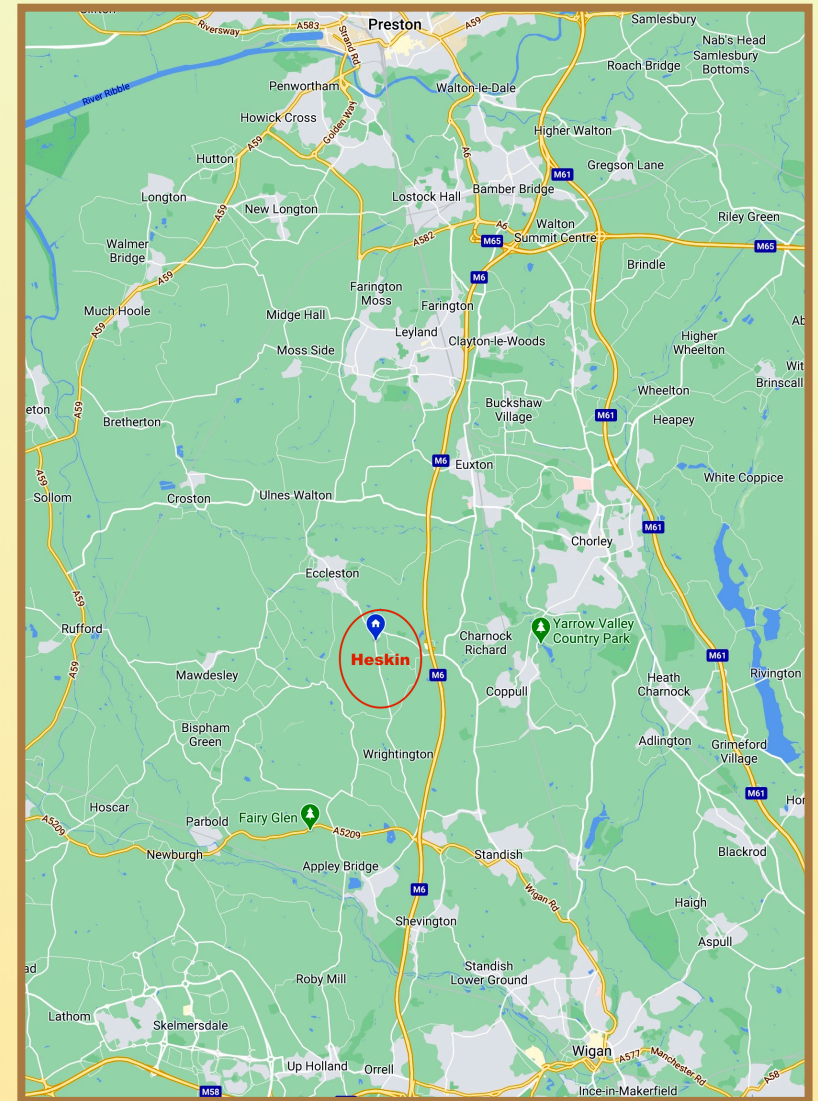 Preston
A583
A59
Samlesbury
Riversway
Strand Rd
Nab's Head
Samlesbury
Bottoms
Roach Bridge
River Ribble
Penwortham
Walton-le-Dale
Howick Cross
Golden Way
Higher Walton
A59
A6
Hutton
Gregson Lane
M61
Longton
New Longton
Lostock Hall
Bamber Bridge
A59
Riley Green
A6
Walton
Summit Centre
A582
M65
M65
Walmer
Bridge
Brindle
A59
M6
Farington
Moss
Much Hoole
Midge Hall
Farington
A59
Leyland
Clayton-le-Woods
Higher
Wheelton
Moss Side
Brinscall
Wheelton
eton
A59
Bretherton
Buckshaw
Village
M61
Heapey
M6
Euxton
A59
White Coppice
Sollom
Croston
Ulnes Walton
M61
Chorley
Eccleston
A59
Rufford
Heskin
Charnock
Richard
Yarrow Valley
Country Park
A59
M61
Mawdesley
M6
Coppull
Heath
Charnock
Rivington
Bispham
Green
Wrightington
Adlington
Grimeford
Village
M61
Hoscar
A5209
Parbold
Fairy Glen
A5209
Newburgh
Appley Bridge
Standish
Blackrod
M6
Wigan Rd
Haigh
Shevington
Aspull
Roby Mill
Standish
Lower Ground
Lathom
Skelmersdale
Wigan
A577
Manchester Rd
Up Holland
Orrell
A58
M58
Ince-in-Makerfield